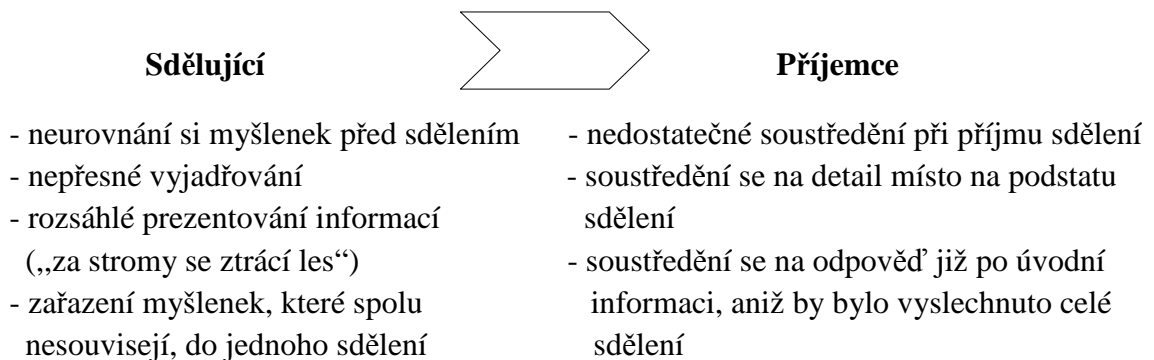 Sdělující
Příjemce
- neurovnání si myšlenek před sdělením
- nepřesné vyjadřování
- rozsáhlé prezentování informací
(„za stromy se ztrácí les“)
- zařazení myšlenek, které spolu
nesouvisejí, do jednoho sdělení
- nedostatečné soustředění při příjmu sdělení
- soustředění se na detail místo na podstatu
sdělení
- soustředění se na odpověď již po úvodní
informaci, aniž by bylo vyslechnuto celé
sdělení